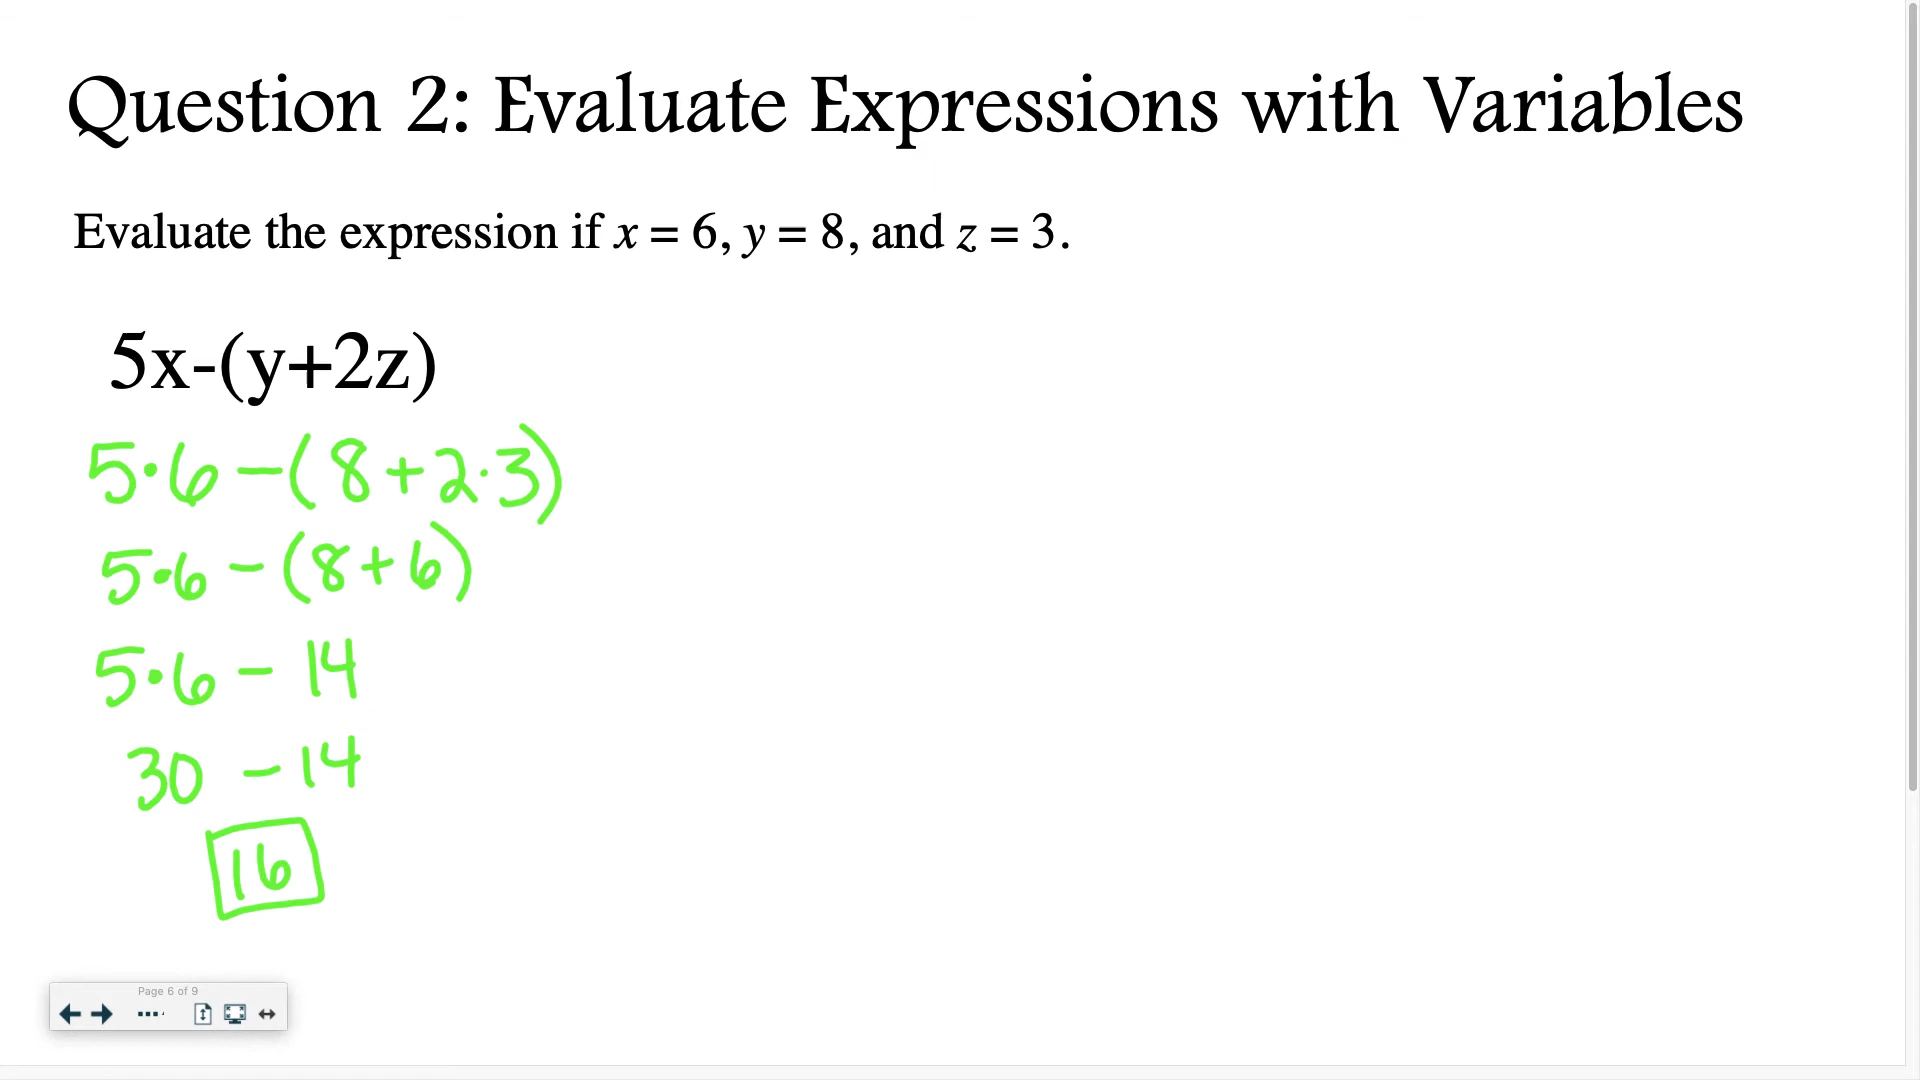 Question 2: Evaluate Expressions with Variables
Evaluate the expression if x = 6, y = 8, and z = 3.
5x-(y+2z)
5·6-(8+2·3)
5·6-(8+6)
5·6-14
30-14
16
Page 6 of 9